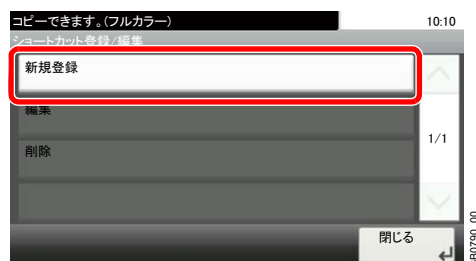 コピーできます。(フルカラー)
10:10
ショートカット登録/編集
新規登録
編集
1/1
削除
閉じる